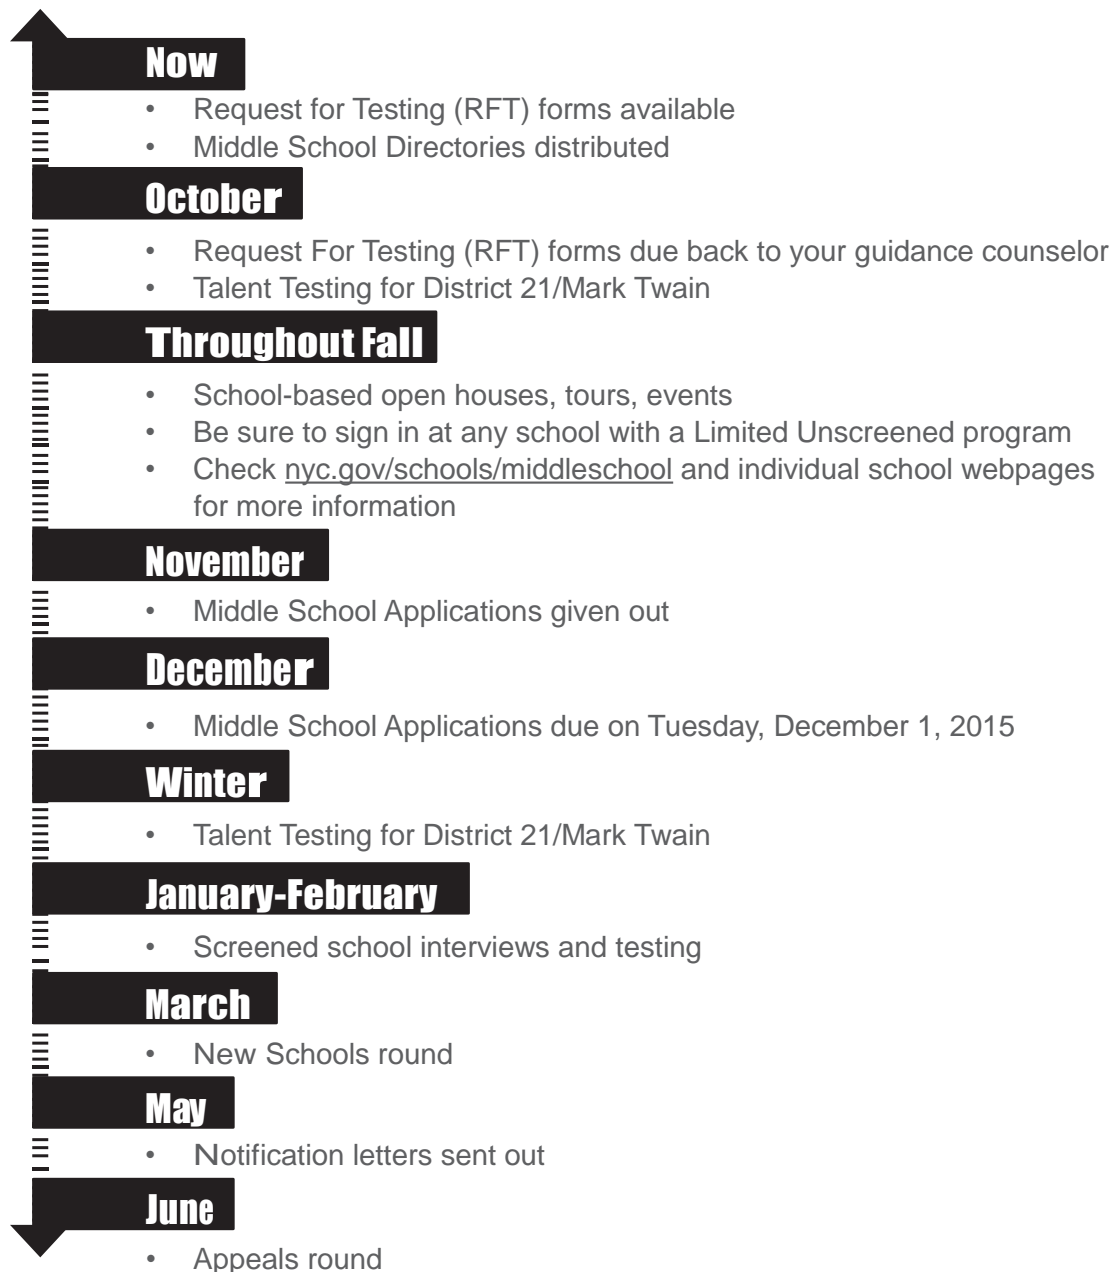 Now
• Request for Testing (RFT) forms available
• Middle School Directories distributed
October
• Request For Testing (RFT) forms due back to your guidance counselor
• Talent Testing for District 21/Mark Twain
Throughout Fall
• School-based open houses, tours, events
• Be sure to sign in at any school with a Limited Unscreened program
• Check nyc.gov/schools/middleschool and individual school webpages
for more information
November
• Middle School Applications given out
December
• Middle School Applications due on Tuesday, December 1, 2015
Winter
• Talent Testing for District 21/Mark Twain
January-February
• Screened school interviews and testing
March
• New Schools round
May
• Notification letters sent out
June
• Appeals round